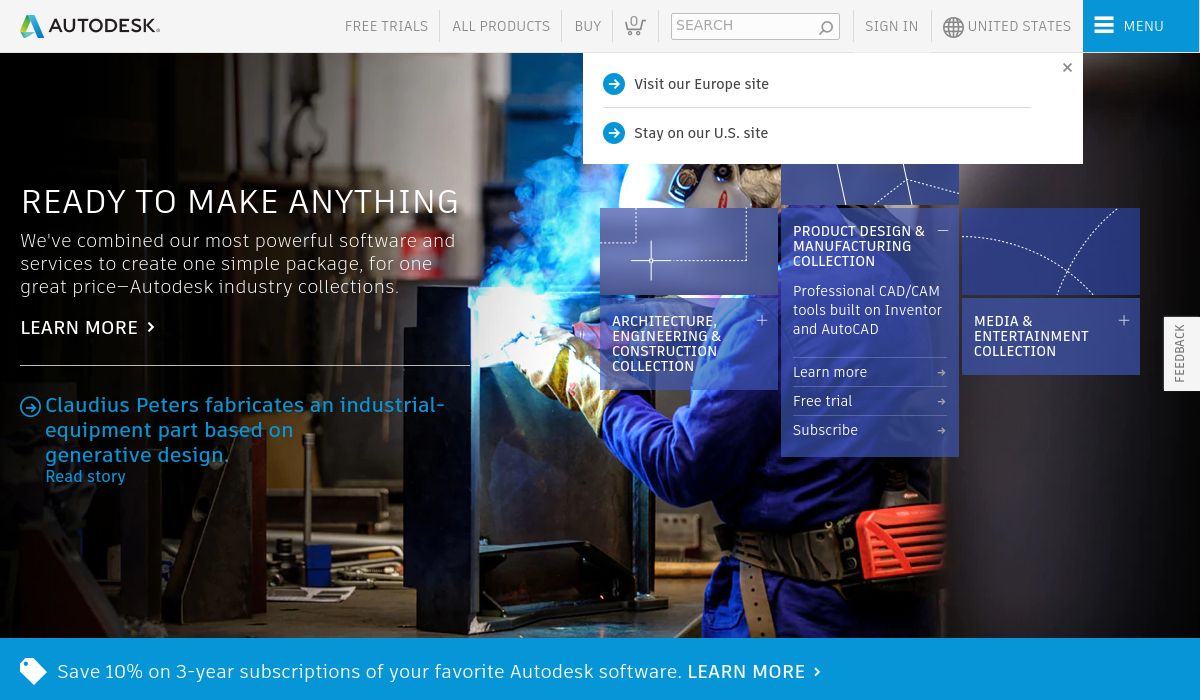 AUTODESK.
FREE TRIALS
ALL PRODUCTS
BUY
0
SEARCH
SIGN IN
UNITED STATES
MENU
Visit our Europe site
Stay on our U.S. site
READY TO MAKE ANYTHING
We've combined our most powerful software and
services to create one simple package, for one
great price—Autodesk industry collections.
LEARN MORE
Claudius Peters fabricates an industrial-
equipment part based on
generative design.
Read story
ARCHITECTURE,
ENGINEERING &
CONSTRUCTION
COLLECTION
PRODUCT DESIGN &
MANUFACTURING
COLLECTION
Professional CAD/CAM
tools built on Inventor
and AutoCAD
Learn more
Free trial
Subscribe
MEDIA &
ENTERTAINMENT
COLLECTION
FEEDBACK
Save 10% on 3-year subscriptions of your favorite Autodesk software. LEARN MORE